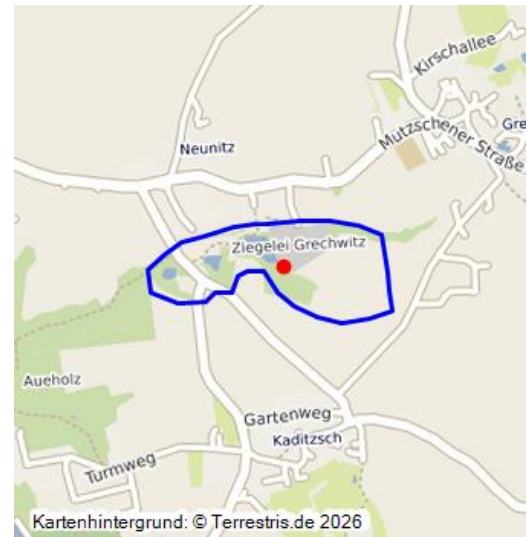 Kirschallee
Gre
Mutzschener Straße
Neunitz
Ziegelei Grechwitz
Aueholz
Gartenweg
Kaditzsch
Turmweg
Kartenhintergrund: © Terrestris.de 2026